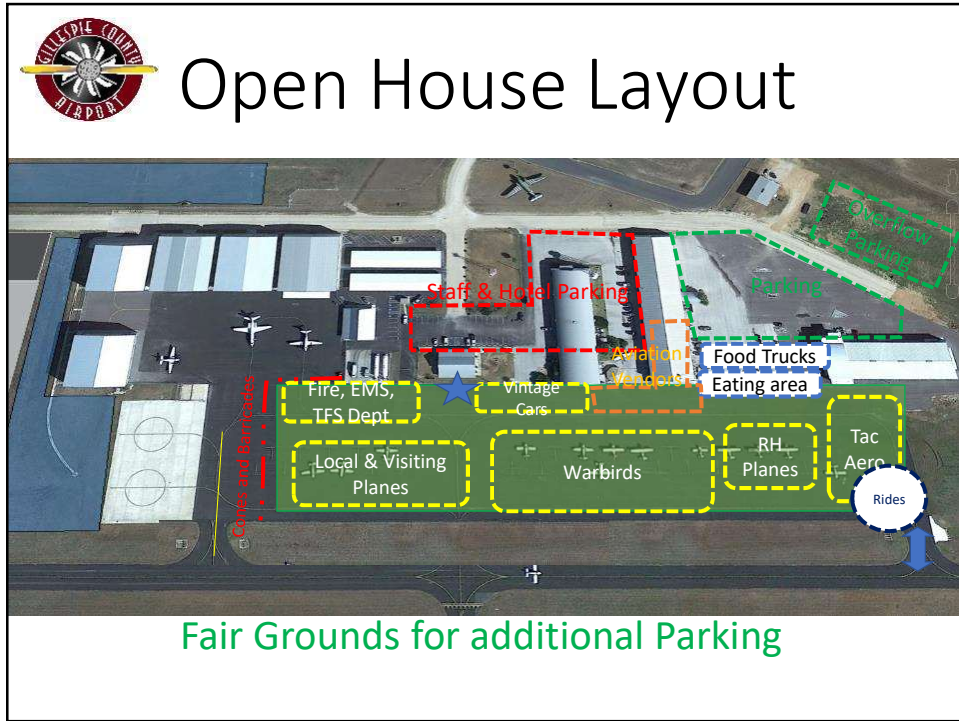 GILLESPIE COUNTY
AIRPORT
Open House Layout
Overflow
Parking
Parking
Staff & Hotel Parking
Aviation
Vendors
Food Trucks
Eating area
Fire, EMS,
TFS Dept
Vintage
Cars
Cones and Barricades
Local & Visiting
Planes
Warbirds
RH
Planes
Tac
Aero
Rides
Fair Grounds for additional Parking